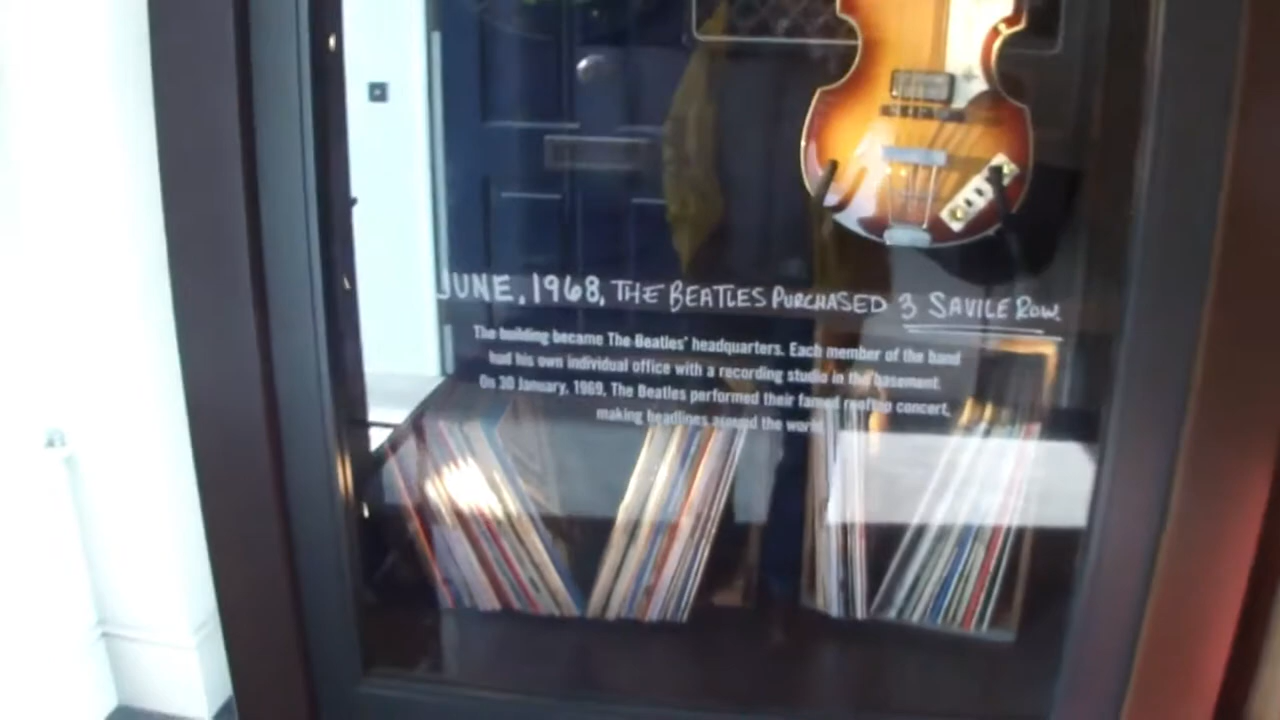 JUNE, 1968, THE BEATLES PURCHASED 3 SAVILE ROW.
The building became The Beatles' headquarters. Each member of the band
had his own individual office with a recording studio in the basement.
On 30 January, 1969, The Beatles performed their famed rooftop concert,
making headlines around the world